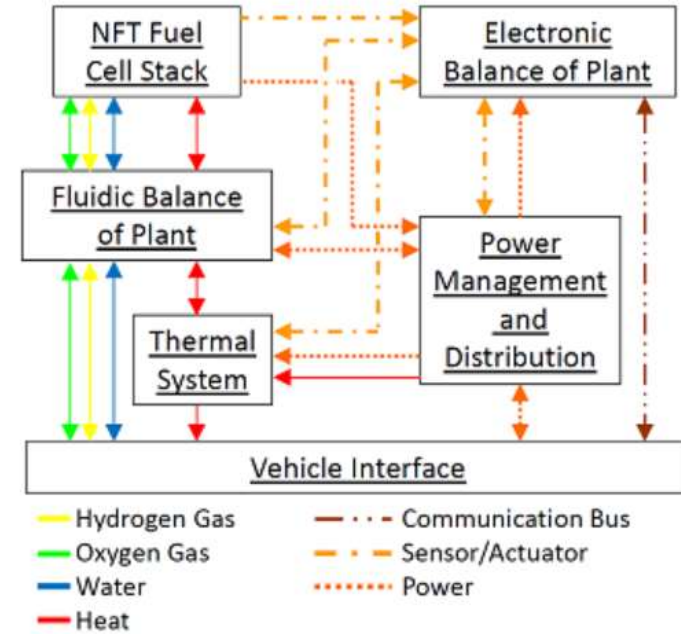 NFT Fuel
Cell Stack
Electronic
Balance of Plant
Fluidic Balance
of Plant
Power
Management
and
Distribution
Thermal
System
Vehicle Interface
Hydrogen Gas
Oxygen Gas
Water
Heat
Communication Bus
Sensor/Actuator
Power